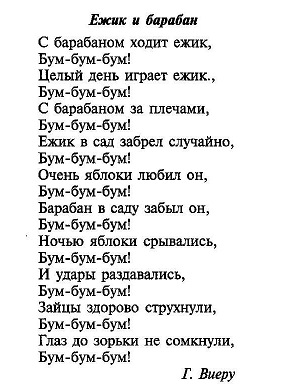 Ежик и барабан
С барабаном ходит ежик,
Бум-бум-бум!
Целый день играет ежик.,
Бум-бум-бум!
С барабаном за плечами,
Бум-бум-бум!
Ежик в сад забрел случайно,
Бум-бум-бум!
Очень яблоки любил он,
Бум-бум-бум!
Барабан в саду забыл он,
Бум-бум-бум!
Ночью яблоки срывались,
Бум-бум-бум!
И удары раздавались,
Бум-бум-бум!
Зайцы здорово струхнули,
Бум-бум-бум!
Глаз до зорьки не сомкнули,
Бум-бум-бум!
Г. Виеру